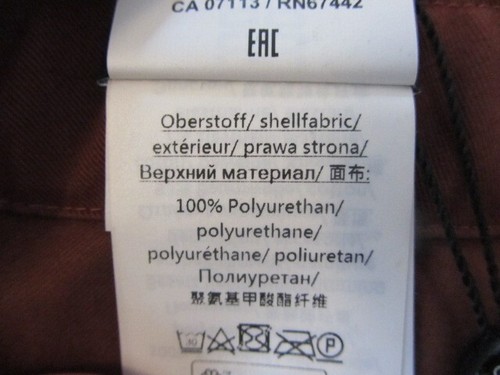 CA 07113 / RN67442
EAC
Oberstoff/ shellfabric/
extérieur/ prawa strona/
Верхний материал/ 面布:
100% Polyurethan/
polyurethane/
polyuréthane/ poliuretan/
Полиуретан/
聚氨基甲酸酯纤维
30 P